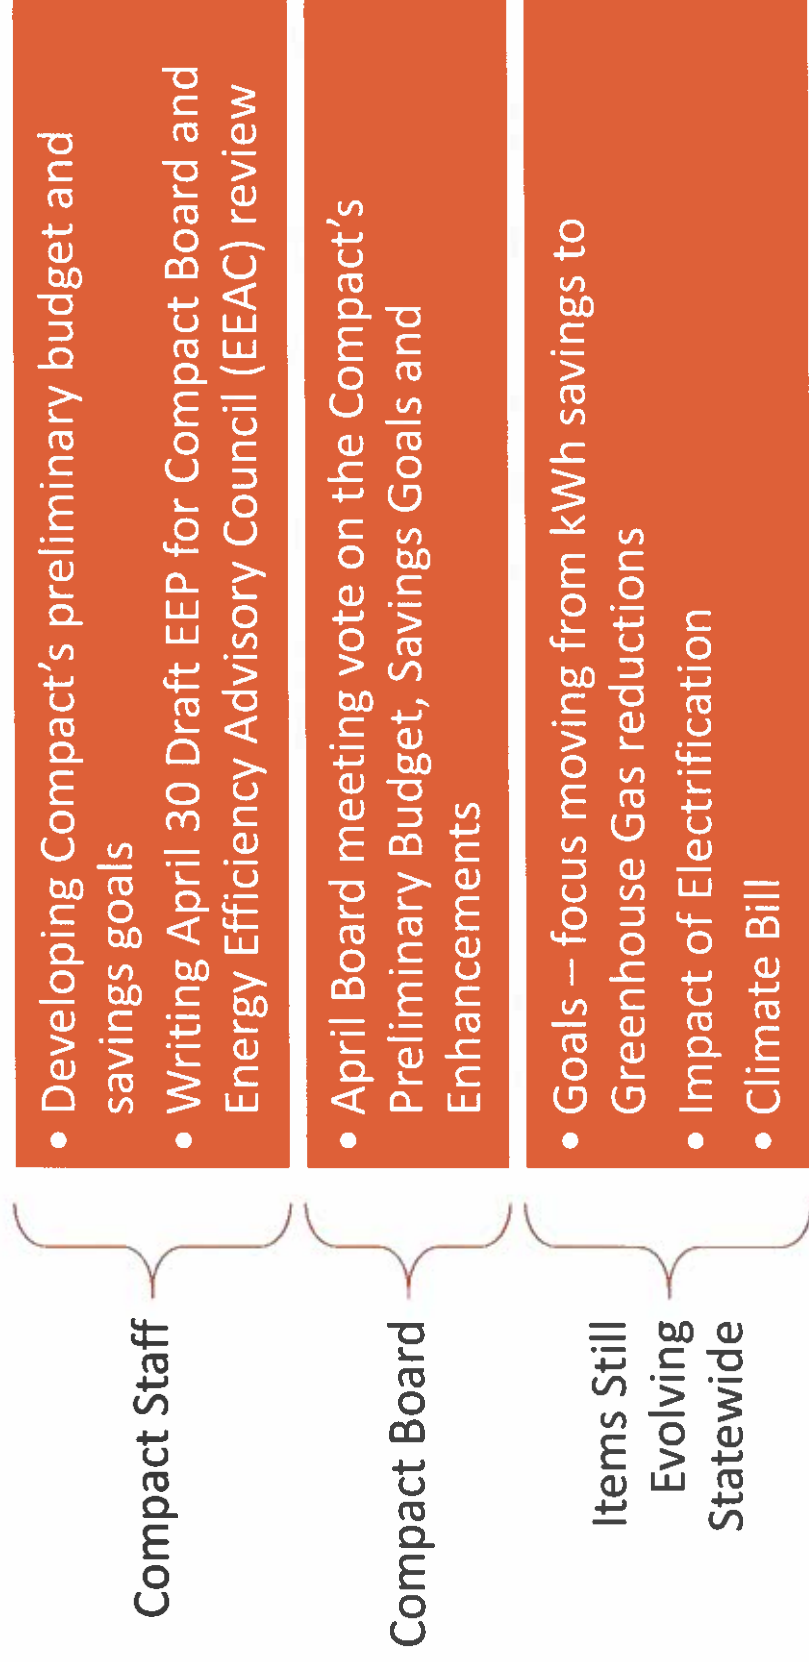 Compact Staff
• Developing Compact's preliminary budget and
savings goals
• Writing April 30 Draft EEP for Compact Board and
Energy Efficiency Advisory Council (EEAC) review
Compact Board
• April Board meeting vote on the Compact's
Preliminary Budget, Savings Goals and
Enhancements
Items Still
Evolving
Statewide
• Goals – focus moving from kWh savings to
Greenhouse Gas reductions
• Impact of Electrification
• Climate Bill